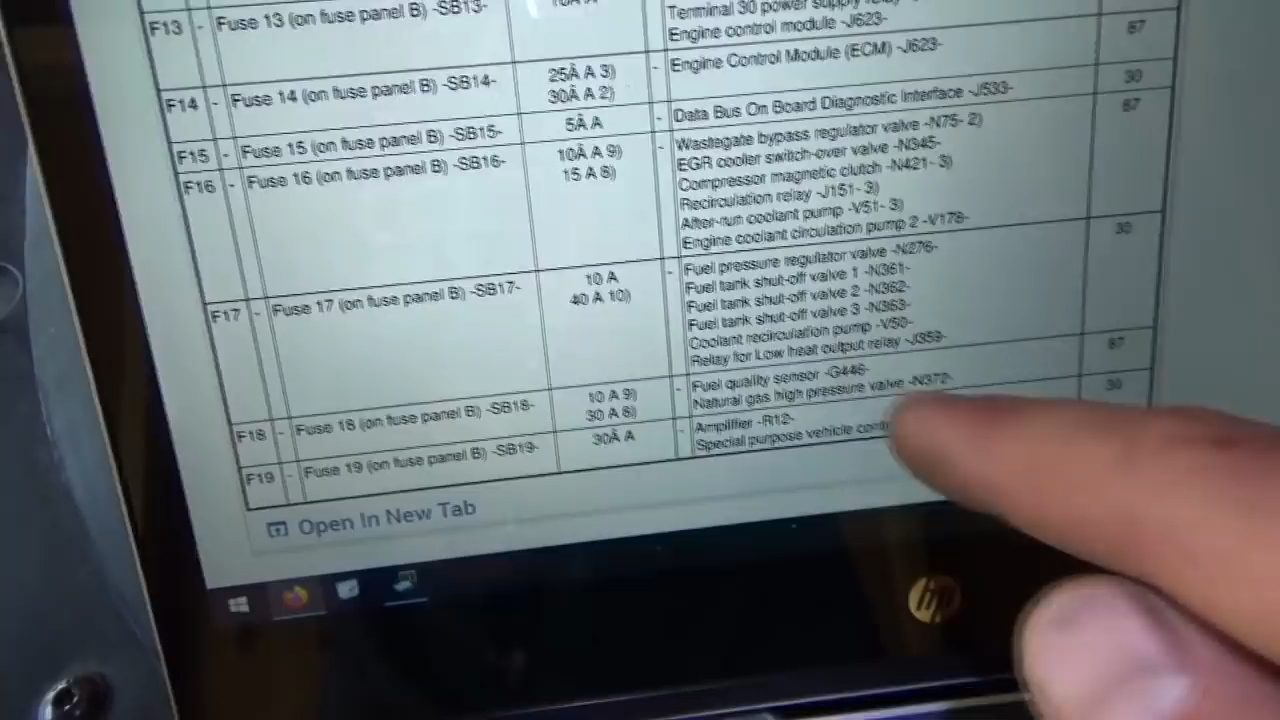 F13 - Fuse 13 (on fuse panel B) -SB13-
Terminal 30 power supply
Engine control module -J623-
87
F14 - Fuse 14 (on fuse panel B) -SB14-
25Â A 3)
30Â A 2)
- Engine Control Module (ECM) -J623-
30
F15 - Fuse 15 (on fuse panel B) -SB15-
5Â A
- Data Bus On Board Diagnostic Interface -J533-
87
F16 - Fuse 16 (on fuse panel B) -SB16-
10Â A 9)
15 A 8)
- Wastegate bypass regulator valve -N75- 2)
EGR cooler switch-over valve -N345-
Compressor magnetic clutch -N421- 3)
Recirculation relay -J151- 3)
After-run coolant pump -V51- 3)
Engine coolant circulation pump 2 -V178-
30
F17 - Fuse 17 (on fuse panel B) -SB17-
10 A
40 A 10)
- Fuel pressure regulator valve -N276-
Fuel tank shut-off valve 1 -N361-
Fuel tank shut-off valve 2 -N362-
Fuel tank shut-off valve 3 -N363-
Coolant recirculation pump -V50-
Relay for Low heat output relay -J359-
87
F18 - Fuse 18 (on fuse panel B) -SB18-
10 A 9)
30 A 8)
- Fuel quality sensor -G446-
Natural gas high pressure valve -N372-
30
F19 - Fuse 19 (on fuse panel B) -SB19-
30Â A
- Amplifier -R12-
Special purpose vehicle
Open In New Tab
hp